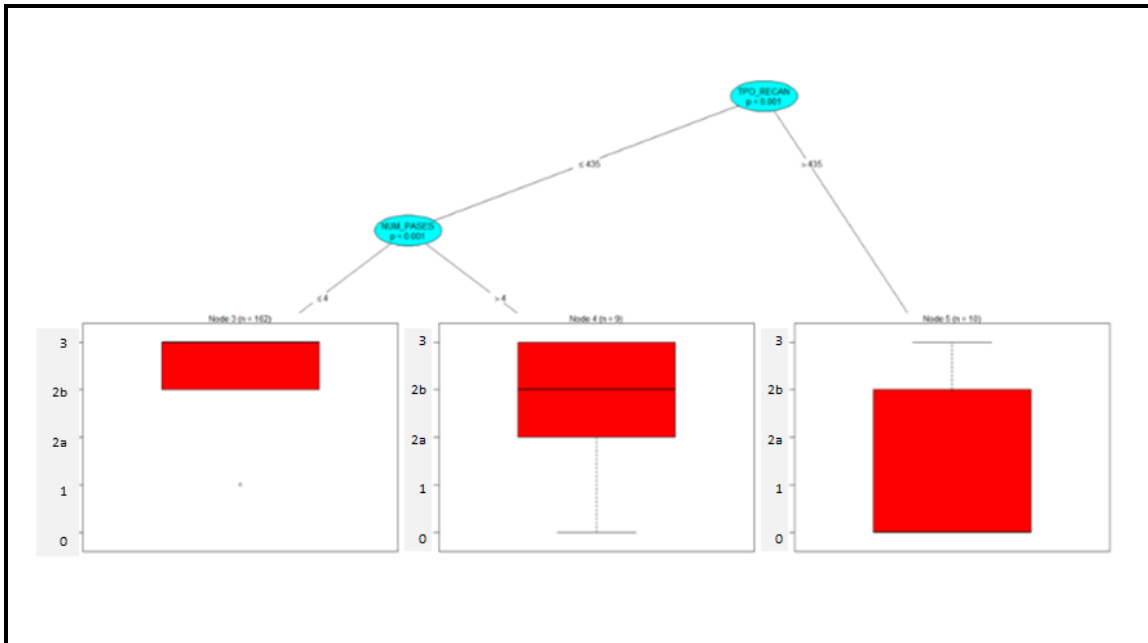 TPO_RECAN
p < 0.001
≤ 435
> 435
NUM_PASES
p < 0.001
≤ 4
> 4
Node 3 (n = 162)
3
2b
2a
1
0
Node 4 (n = 9)
3
2b
2a
1
0
Node 5 (n = 10)
3
2b
2a
1
0